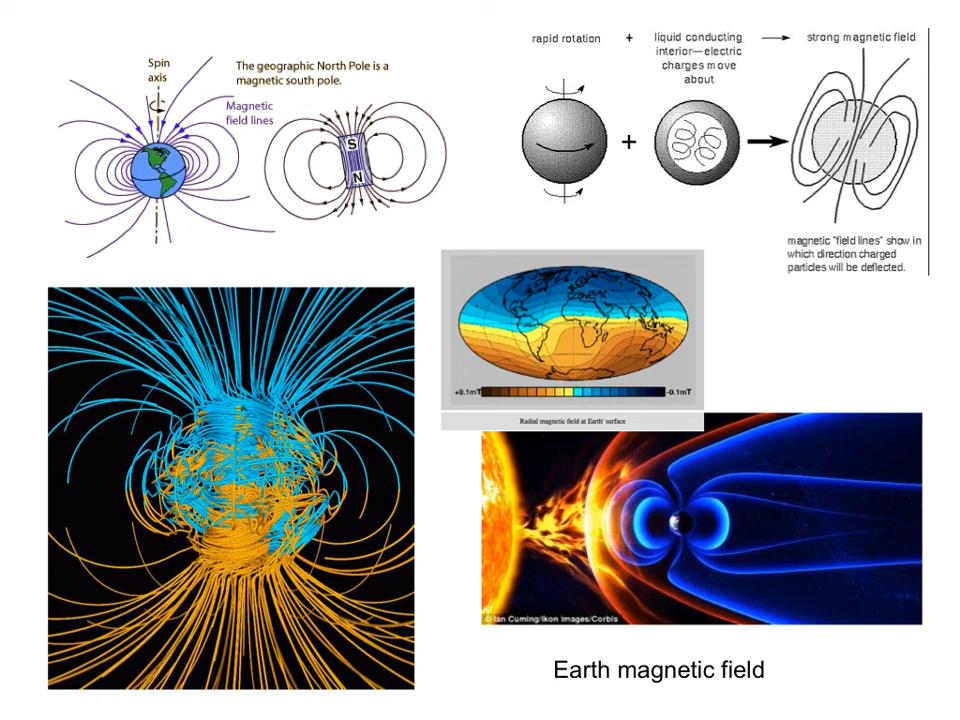 Spin
axis
The geographic North Pole is a
magnetic south pole.
Magnetic
field lines
S
N
rapid rotation + liquid conducting
interior—electric
charges move
about
strong magnetic field
+
magnetic "field lines" show in
which direction charged
particles will be deflected.
+0.1mT -0.1mT
Radial magnetic field at Earth' surface
© Ian Cuming/Ikon Images/Corbis
Earth magnetic field